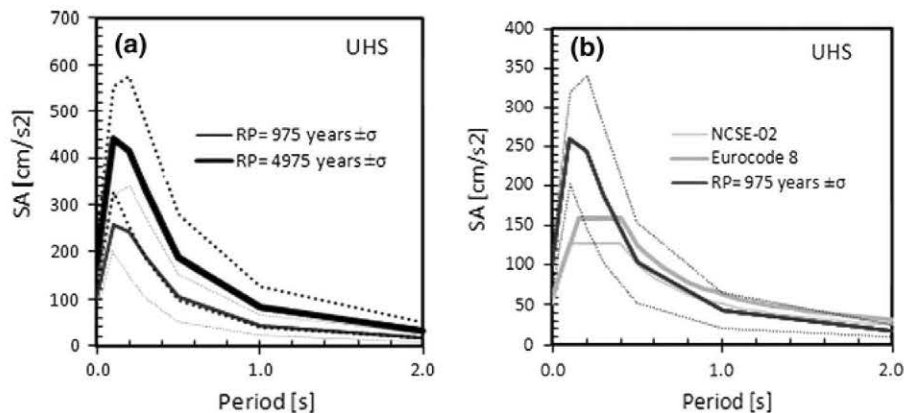 700
600
500
400
300
200
100
0
SA [cm/s2]
(a)
UHS
RP= 975 years ±σ
RP= 4975 years ±σ
0.0 1.0 2.0
Period [s]
400
350
300
250
200
150
100
50
0
SA [cm/s2]
(b)
UHS
NCSE-02
Eurocode 8
RP= 975 years ±σ
0.0 1.0 2.0
Period [s]